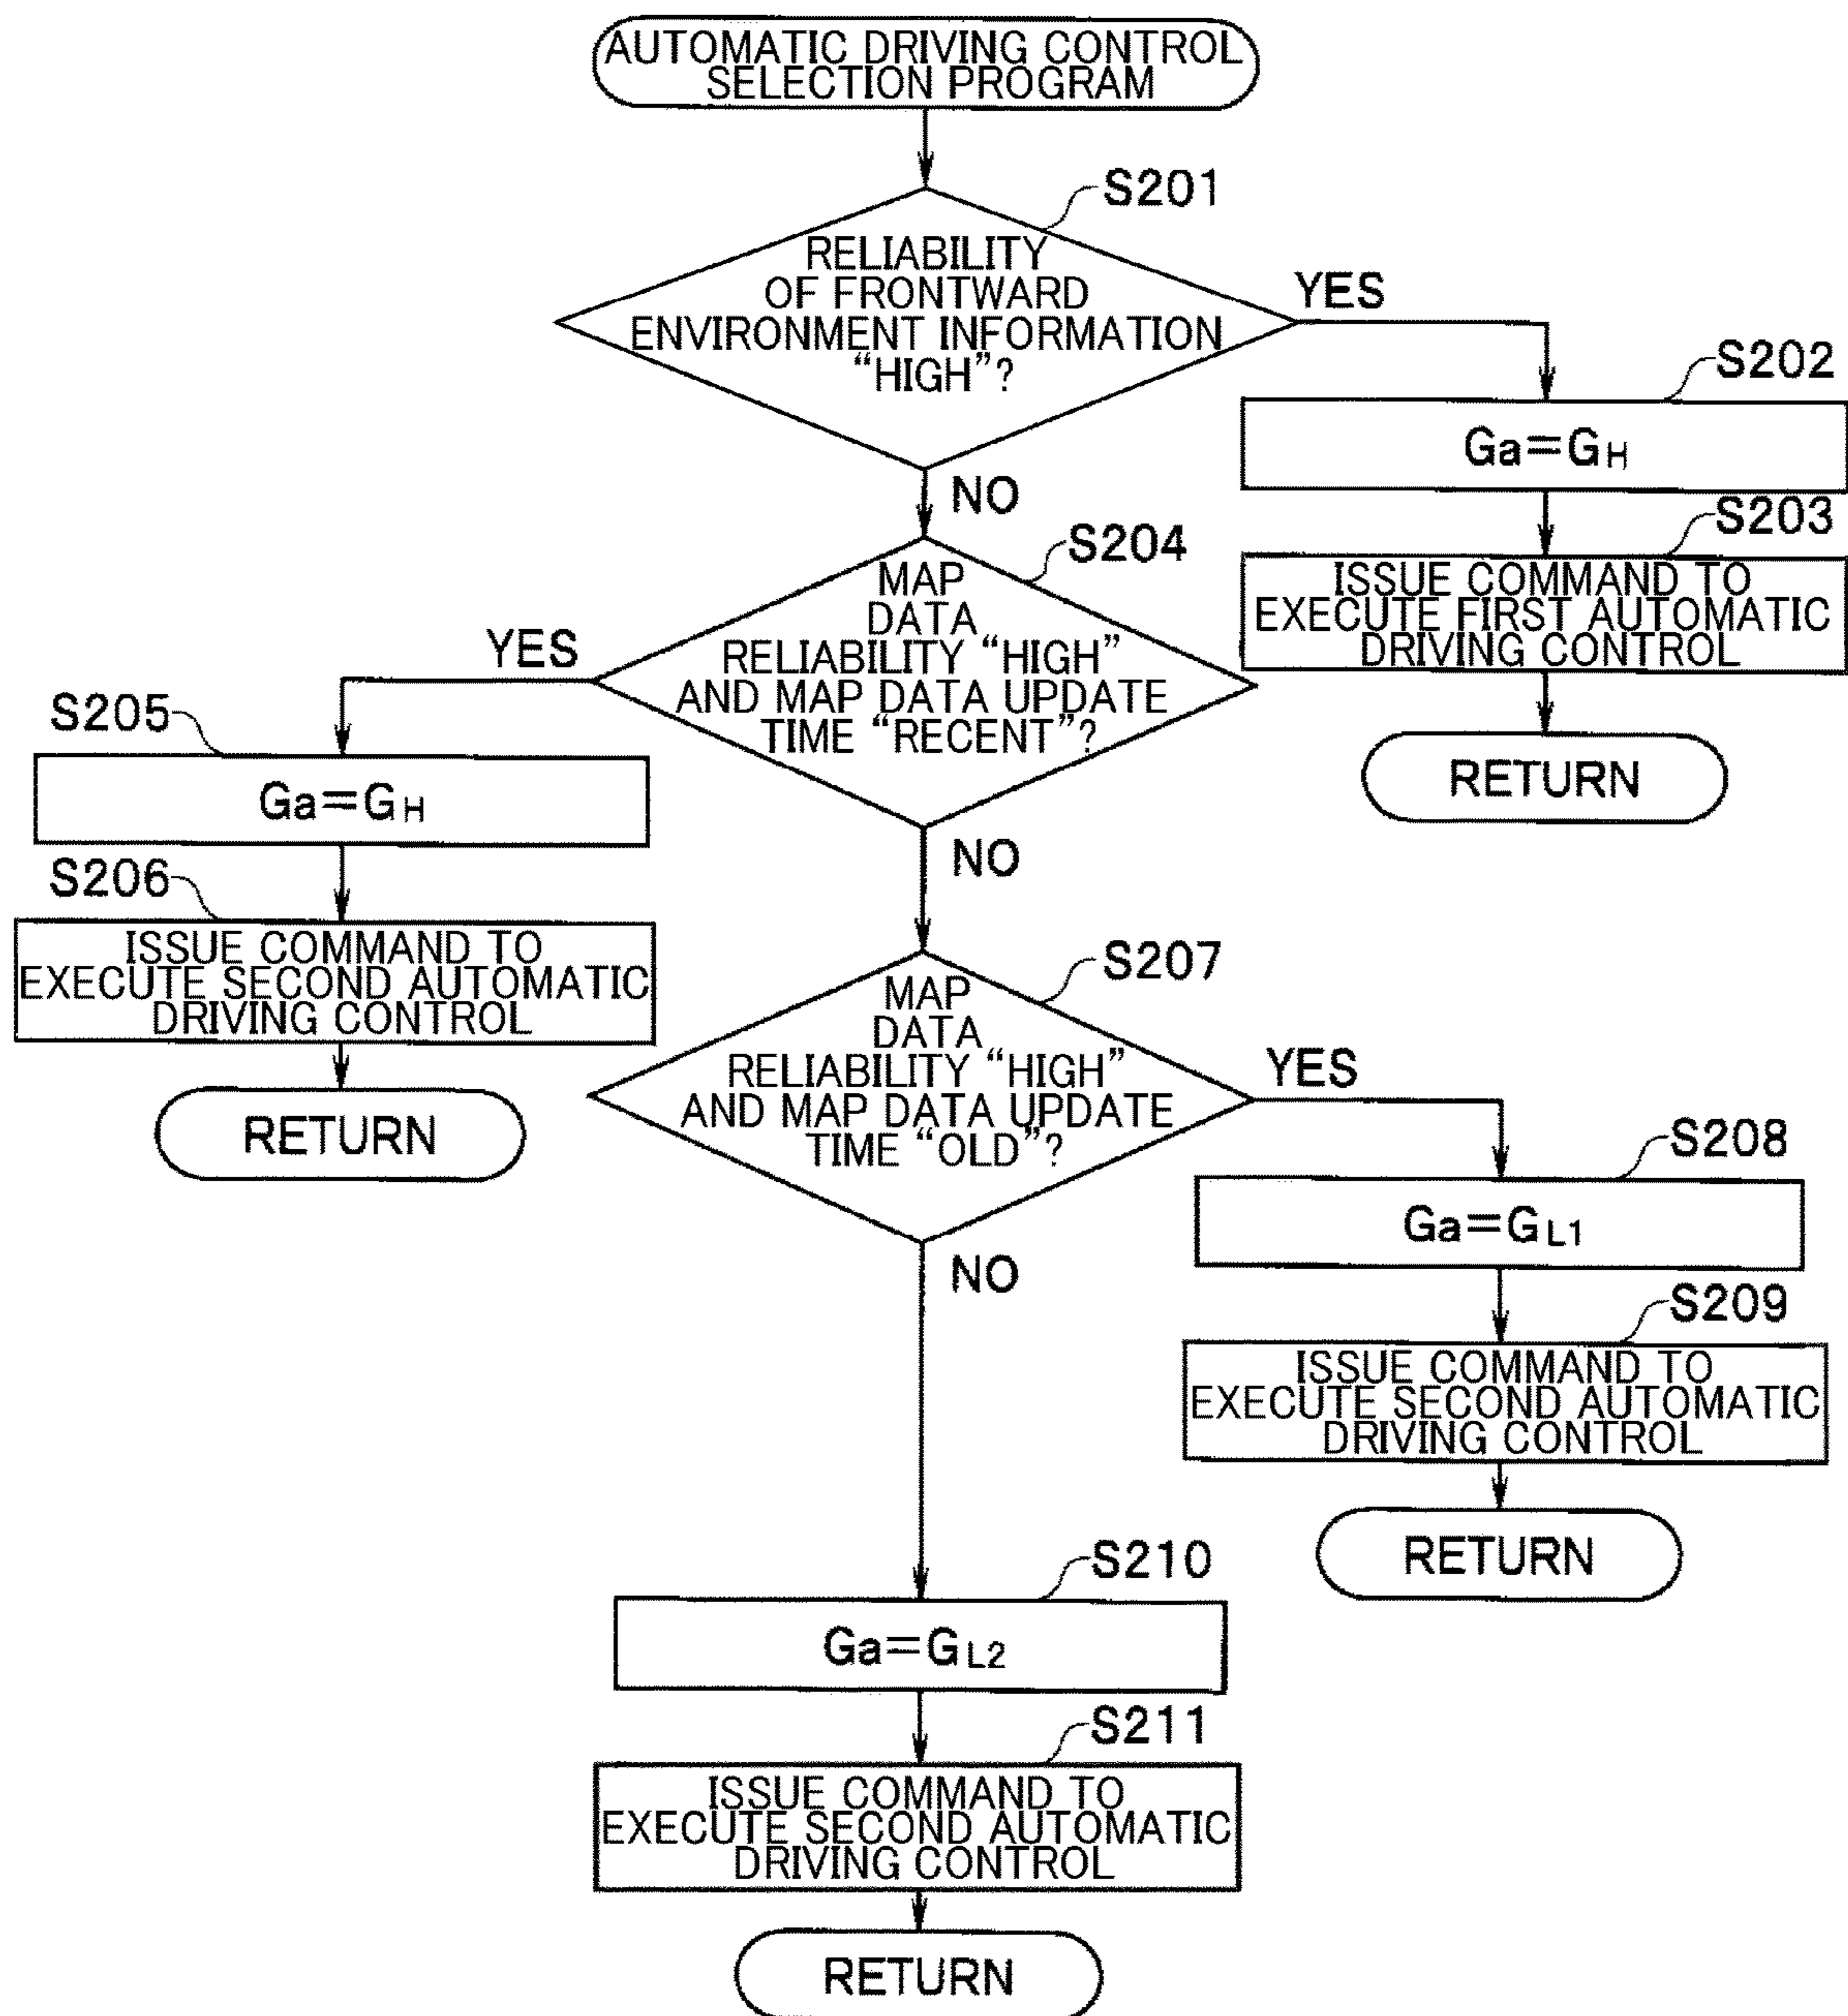 AUTOMATIC DRIVING CONTROL
SELECTION PROGRAM
S201
RELIABILITY
OF FRONTWARD
ENVIRONMENT INFORMATION
“HIGH”?
YES
NO
S202
Ga=GH
S203
ISSUE COMMAND TO
EXECUTE FIRST AUTOMATIC
DRIVING CONTROL
RETURN
S204
MAP
DATA
RELIABILITY “HIGH”
AND MAP DATA UPDATE
TIME “RECENT”?
YES
NO
S205
Ga=GH
S206
ISSUE COMMAND TO
EXECUTE SECOND AUTOMATIC
DRIVING CONTROL
RETURN
S207
MAP
DATA
RELIABILITY “HIGH”
AND MAP DATA UPDATE
TIME “OLD”?
YES
NO
S208
Ga=GL1
S209
ISSUE COMMAND TO
EXECUTE SECOND AUTOMATIC
DRIVING CONTROL
RETURN
S210
Ga=GL2
S211
ISSUE COMMAND TO
EXECUTE SECOND AUTOMATIC
DRIVING CONTROL
RETURN